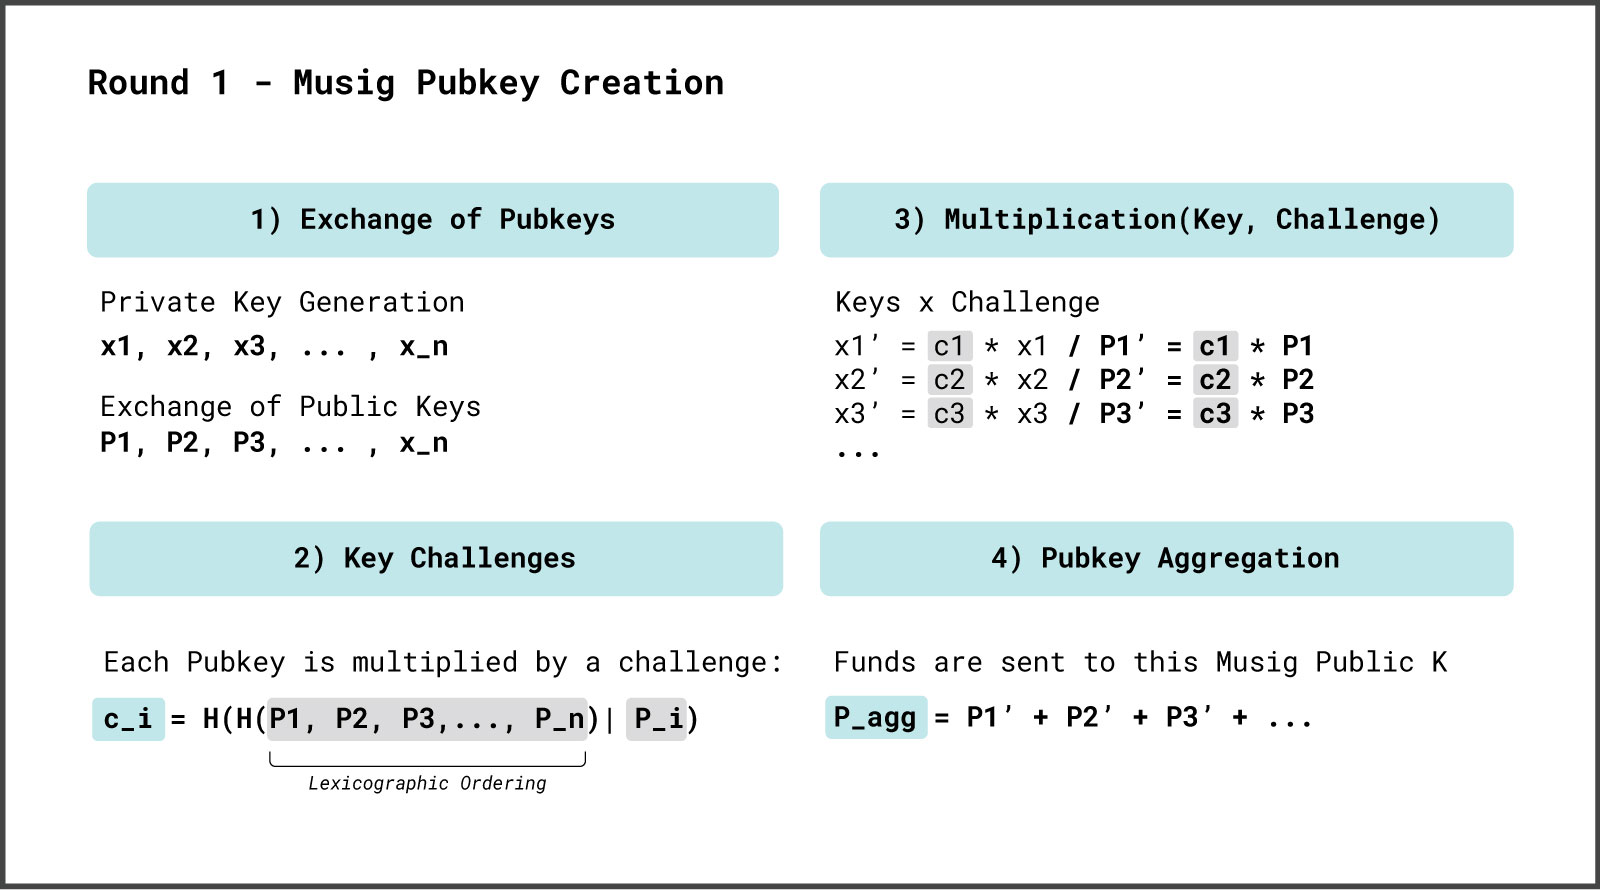 Round 1 - Musig Pubkey Creation
1) Exchange of Pubkeys
Private Key Generation
x1, x2, x3, ... , x_n
Exchange of Public Keys
P1, P2, P3, ... , x_n
2) Key Challenges
Each Pubkey is multiplied by a challenge:
c_i = H(H(P1, P2, P3,..., P_n)| P_i)
Lexicographic Ordering
3) Multiplication(Key, Challenge)
Keys x Challenge
x1’ = c1 * x1 / P1’ = c1 * P1
x2’ = c2 * x2 / P2’ = c2 * P2
x3’ = c3 * x3 / P3’ = c3 * P3
...
4) Pubkey Aggregation
Funds are sent to this Musig Public K
P_agg = P1’ + P2’ + P3’ + ...